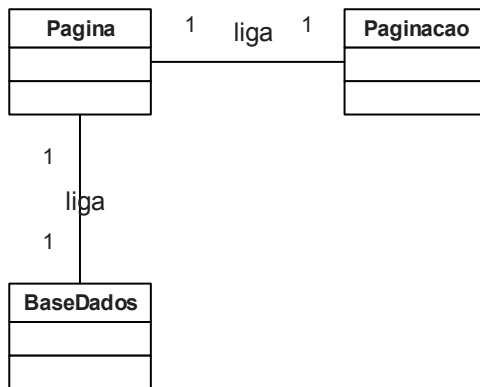 Pagina
1 liga 1
Paginacao
1
liga
1
BaseDados